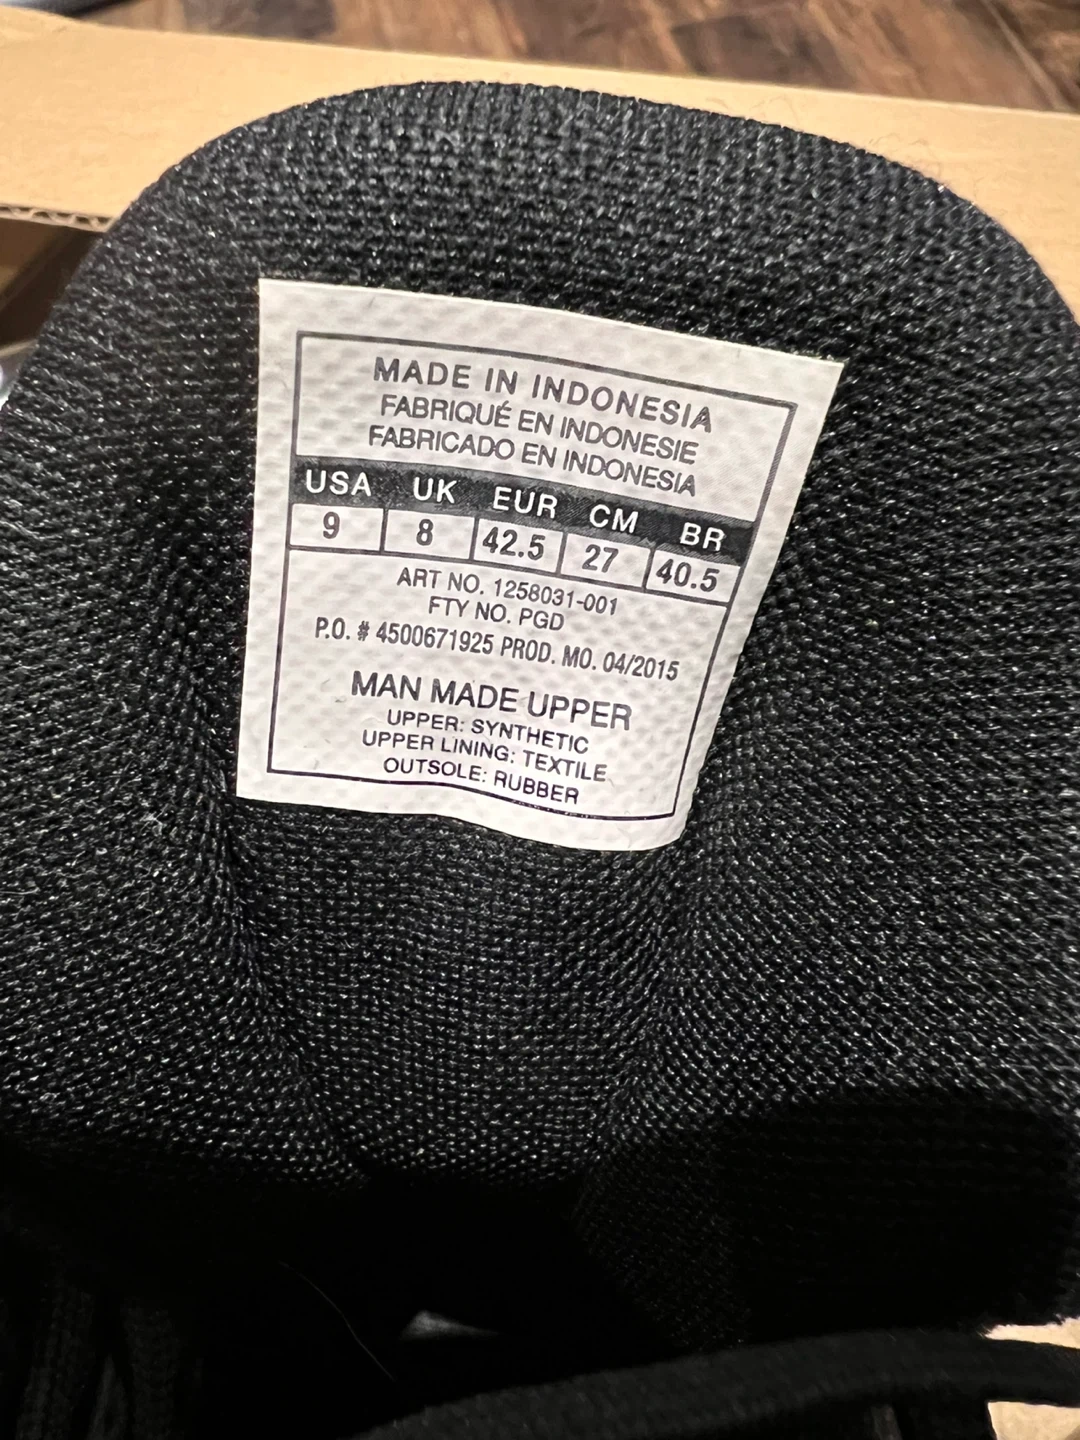 MADE IN INDONESIA
FABRIQUÉ EN INDONESIE
FABRICADO EN INDONESIA
USA UK EUR CM BR
9 8 42.5 27 40.5
ART NO. 1258031-001
FTY NO. PGD
P.O. # 4500671925 PROD. MO. 04/2015
MAN MADE UPPER
UPPER: SYNTHETIC
UPPER LINING: TEXTILE
OUTSOLE: RUBBER